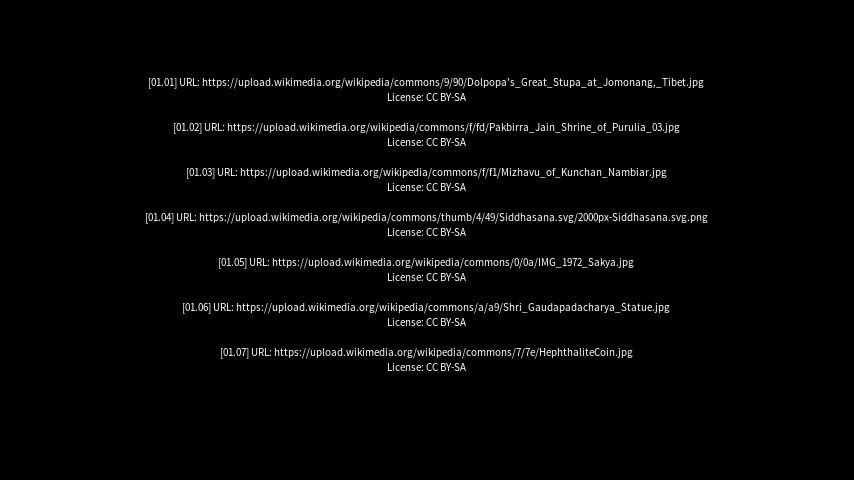 [01.01] URL: https://upload.wikimedia.org/wikipedia/commons/9/90/Dolpopa's_Great_Stupa_at_Jomonang,_Tibet.jpg
License: CC BY-SA
[01.02] URL: https://upload.wikimedia.org/wikipedia/commons/f/fd/Pakbirra_Jain_Shrine_of_Purulia_03.jpg
License: CC BY-SA
[01.03] URL: https://upload.wikimedia.org/wikipedia/commons/f/f1/Mizhavu_of_Kunchan_Nambiar.jpg
License: CC BY-SA
[01.04] URL: https://upload.wikimedia.org/wikipedia/commons/thumb/4/49/Siddhasana.svg/2000px-Siddhasana.svg.png
License: CC BY-SA
[01.05] URL: https://upload.wikimedia.org/wikipedia/commons/0/0a/IMG_1972_Sakya.jpg
License: CC BY-SA
[01.06] URL: https://upload.wikimedia.org/wikipedia/commons/a/a9/Shri_Gaudapadacharya_Statue.jpg
License: CC BY-SA
[01.07] URL: https://upload.wikimedia.org/wikipedia/commons/7/7e/HephthaliteCoin.jpg
License: CC BY-SA